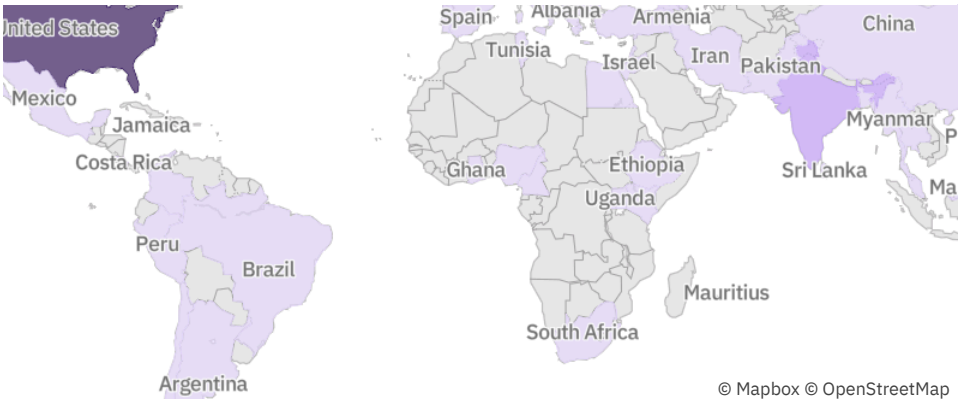 United States
Mexico
Jamaica
Costa Rica
Peru
Brazil
Argentina
Spain
Albania
Armenia
Tunisia
Israel
Iran
Pakistan
China
Ghana
Ethiopia
Uganda
Myanmar
Sri Lanka
P
Ma
Mauritius
South Africa
© Mapbox © OpenStreetMap